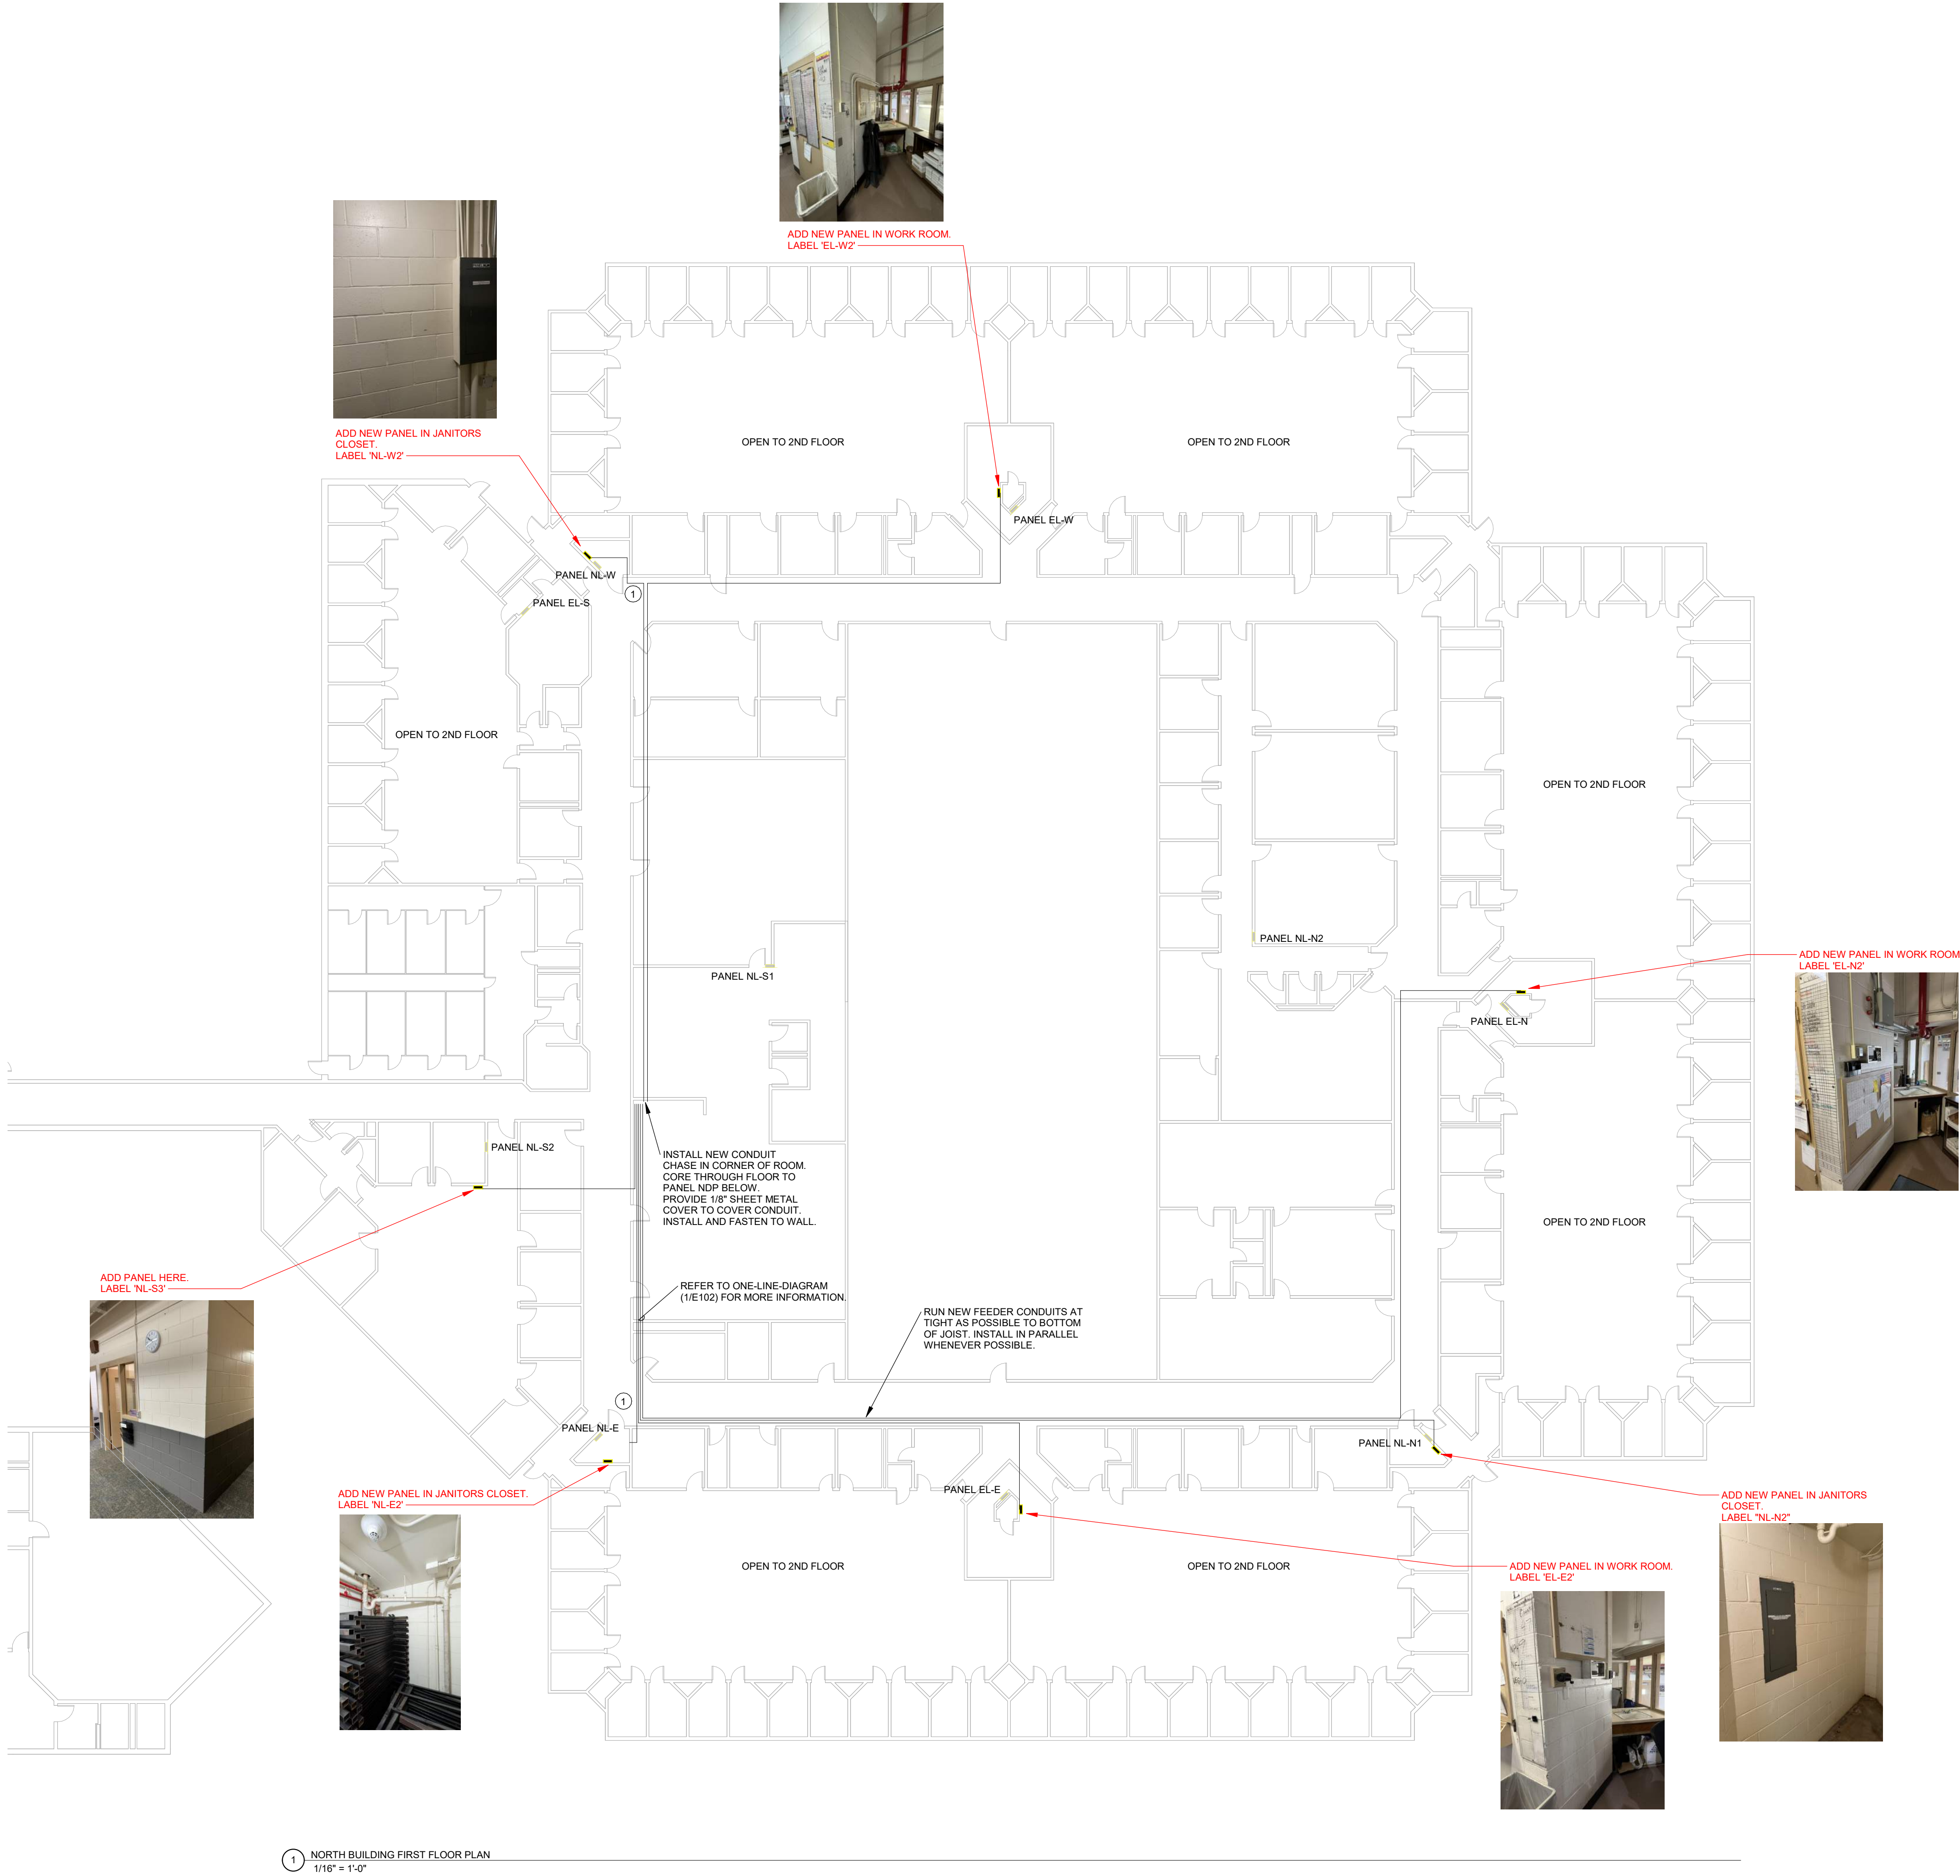 ADD NEW PANEL IN WORK ROOM.
LABEL 'EL-W2'
ADD NEW PANEL IN JANITORS
CLOSET.
LABEL 'NL-W2'
OPEN TO 2ND FLOOR
OPEN TO 2ND FLOOR
PANEL EL-W
PANEL NL-W
1
PANEL EL-S
OPEN TO 2ND FLOOR
OPEN TO 2ND FLOOR
PANEL NL-N2
PANEL NL-S1
ADD NEW PANEL IN WORK ROOM
LABEL 'EL-N2'
PANEL EL-N
PANEL NL-S2
INSTALL NEW CONDUIT
CHASE IN CORNER OF ROOM.
CORE THROUGH FLOOR TO
PANEL NDP BELOW.
PROVIDE 1/8" SHEET METAL
COVER TO COVER CONDUIT.
INSTALL AND FASTEN TO WALL.
OPEN TO 2ND FLOOR
ADD PANEL HERE.
LABEL 'NL-S3'
REFER TO ONE-LINE-DIAGRAM
(1/E102) FOR MORE INFORMATION.
RUN NEW FEEDER CONDUITS AT
TIGHT AS POSSIBLE TO BOTTOM
OF JOIST. INSTALL IN PARALLEL
WHENEVER POSSIBLE.
1
PANEL NL-E
PANEL NL-N1
PANEL EL-E
ADD NEW PANEL IN JANITORS CLOSET.
LABEL 'NL-E2'
ADD NEW PANEL IN JANITORS
CLOSET.
LABEL "NL-N2"
OPEN TO 2ND FLOOR
OPEN TO 2ND FLOOR
ADD NEW PANEL IN WORK ROOM.
LABEL 'EL-E2'
1
NORTH BUILDING FIRST FLOOR PLAN
1/16" = 1'-0"